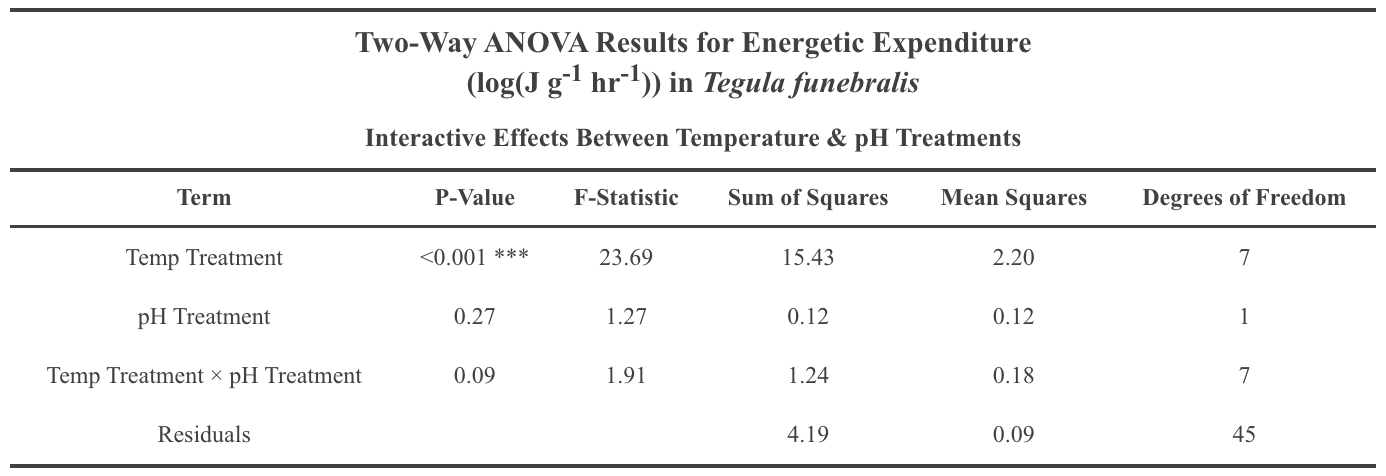 Two-Way ANOVA Results for Energetic Expenditure
(log(J g-1 hr-1)) in Tegula funebralis
Interactive Effects Between Temperature & pH Treatments
Term P-Value F-Statistic Sum of Squares Mean Squares Degrees of Freedom
Temp Treatment <0.001 *** 23.69 15.43 2.20 7
pH Treatment 0.27 1.27 0.12 0.12 1
Temp Treatment × pH Treatment 0.09 1.91 1.24 0.18 7
Residuals 4.19 0.09 45